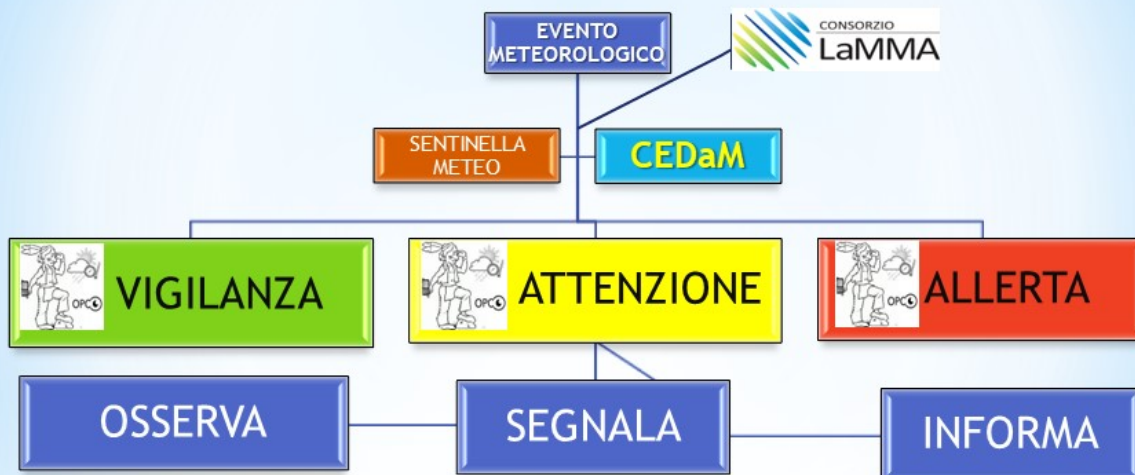 EVENTO
METEOROLOGICO
CONSORZIO
LaMMA
SENTINELLA
METEO
CEDaM
OPC
VIGILANZA
OPC
ATTENZIONE
OPC
ALLERTA
OSSERVA
SEGNALA
INFORMA